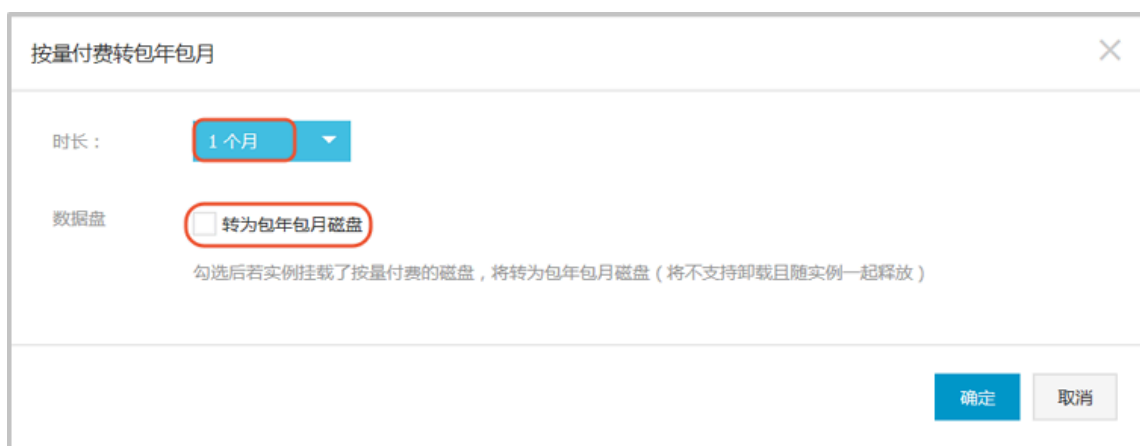 按量付费转包年包月
时长：
1 个月
数据盘
转为包年包月磁盘
勾选后若实例挂载了按量付费的磁盘，将转为包年包月磁盘（将不支持卸载且随实例一起释放）
确定
取消